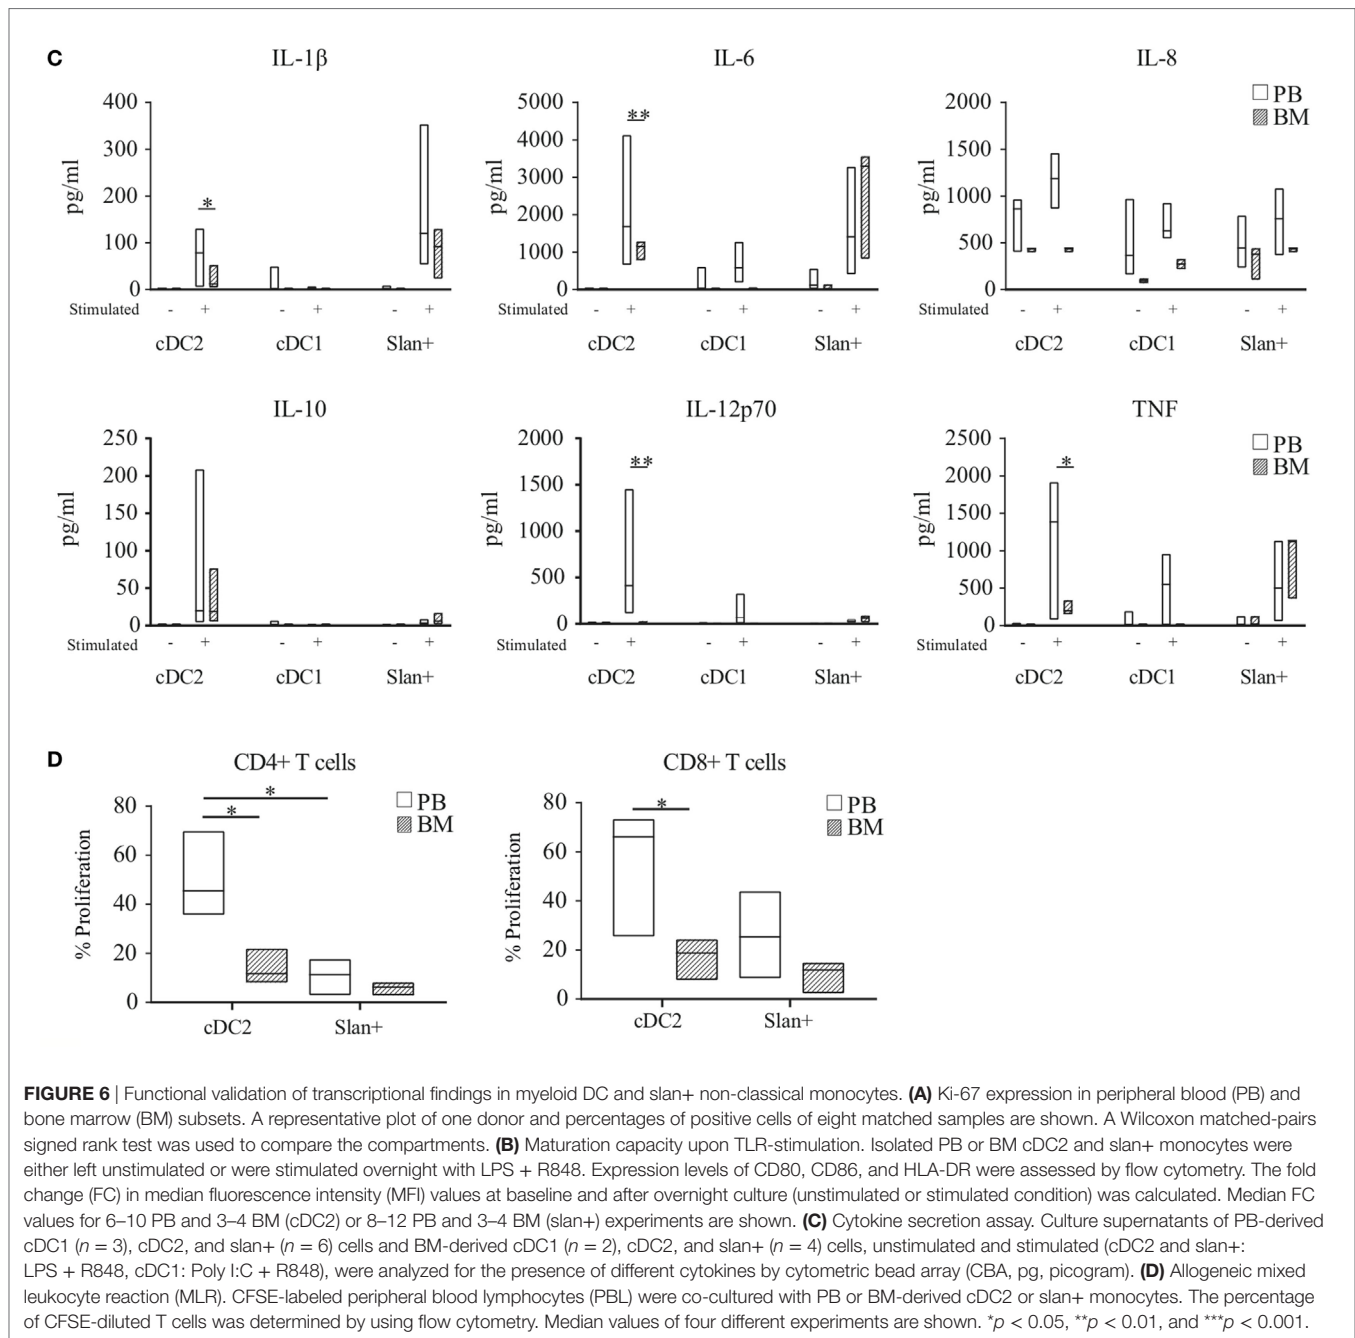 C
IL-1β
IL-6
IL-8
PB
BM
pg/ml
400
300
200
100
0
*
Stimulated - + - + - +
cDC2 cDC1 Slan+
pg/ml
5000
4000
3000
2000
1000
0
**
Stimulated - + - + - +
cDC2 cDC1 Slan+
pg/ml
2000
1500
1000
500
0
Stimulated - + - + - +
cDC2 cDC1 Slan+
IL-10
IL-12p70
TNF
PB
BM
pg/ml
250
200
150
100
50
0
Stimulated - + - + - +
cDC2 cDC1 Slan+
pg/ml
2000
1500
1000
500
0
**
Stimulated - + - + - +
cDC2 cDC1 Slan+
pg/ml
2500
2000
1500
1000
500
0
*
Stimulated - + - + - +
cDC2 cDC1 Slan+
D
CD4+ T cells
PB
BM
% Proliferation
80
60
40
20
0
*
*
cDC2 Slan+
CD8+ T cells
PB
BM
% Proliferation
80
60
40
20
0
*
cDC2 Slan+
FIGURE 6 | Functional validation of transcriptional findings in myeloid DC and slan+ non-classical monocytes. (A) Ki-67 expression in peripheral blood (PB) and
bone marrow (BM) subsets. A representative plot of one donor and percentages of positive cells of eight matched samples are shown. A Wilcoxon matched-pairs
signed rank test was used to compare the compartments. (B) Maturation capacity upon TLR-stimulation. Isolated PB or BM cDC2 and slan+ monocytes were
either left unstimulated or were stimulated overnight with LPS + R848. Expression levels of CD80, CD86, and HLA-DR were assessed by flow cytometry. The fold
change (FC) in median fluorescence intensity (MFI) values at baseline and after overnight culture (unstimulated or stimulated condition) was calculated. Median FC
values for 6–10 PB and 3–4 BM (cDC2) or 8–12 PB and 3–4 BM (slan+) experiments are shown. (C) Cytokine secretion assay. Culture supernatants of PB-derived
cDC1 (n = 3), cDC2, and slan+ (n = 6) cells and BM-derived cDC1 (n = 2), cDC2, and slan+ (n = 4) cells, unstimulated and stimulated (cDC2 and slan+:
LPS + R848, cDC1: Poly I:C + R848), were analyzed for the presence of different cytokines by cytometric bead array (CBA, pg, picogram). (D) Allogeneic mixed
leukocyte reaction (MLR). CFSE-labeled peripheral blood lymphocytes (PBL) were co-cultured with PB or BM-derived cDC2 or slan+ monocytes. The percentage
of CFSE-diluted T cells was determined by using flow cytometry. Median values of four different experiments are shown. *p < 0.05, **p < 0.01, and ***p < 0.001.